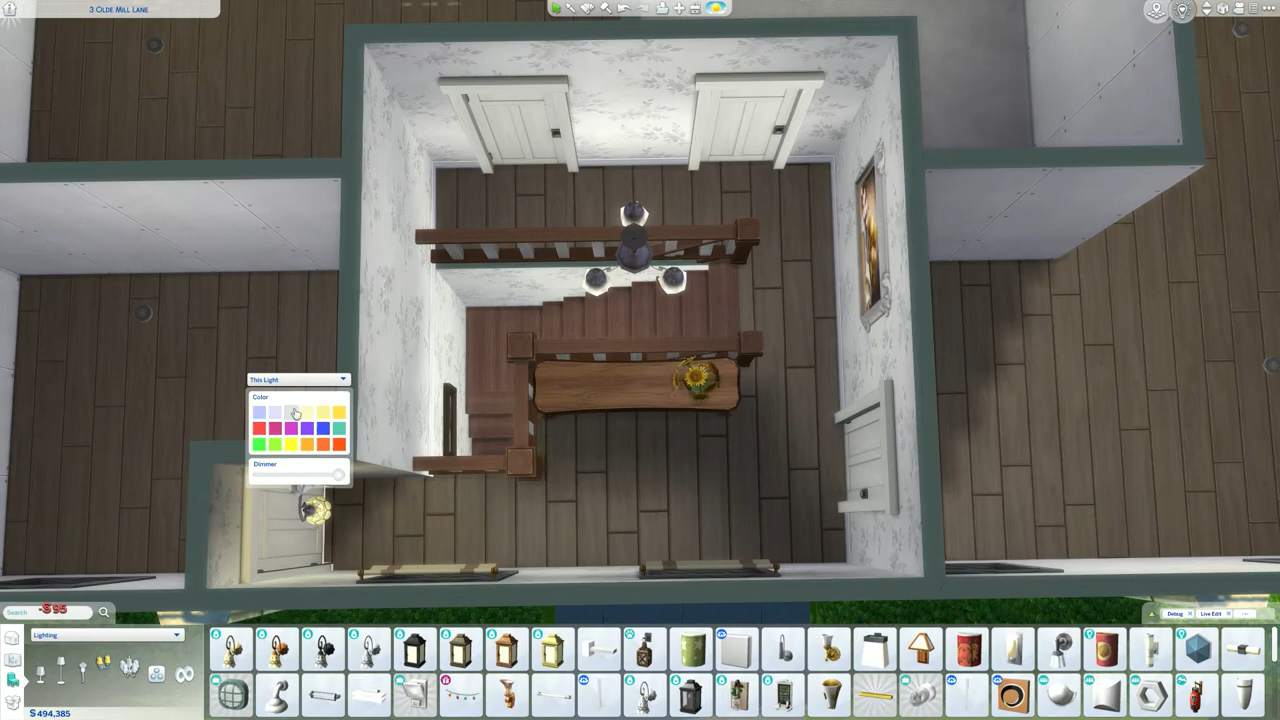 3 OLDE MILL LANE
This Light
Color
Dimmer
Search
-$95
Debug
Live Edit
Lighting
$494,385